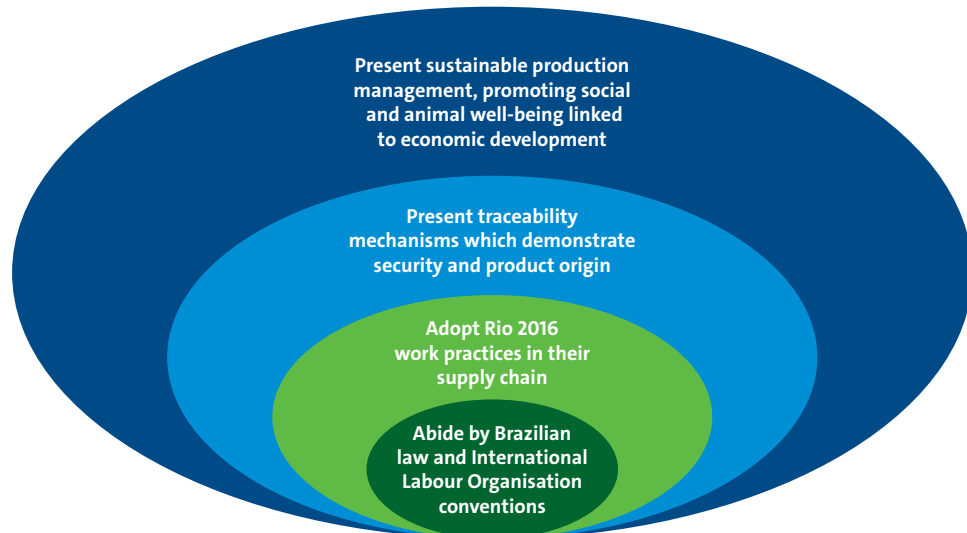 Present sustainable production
management, promoting social
and animal well-being linked
to economic development
Present traceability
mechanisms which demonstrate
security and product origin
Adopt Rio 2016
work practices in their
supply chain
Abide by Brazilian
law and International
Labour Organisation
conventions